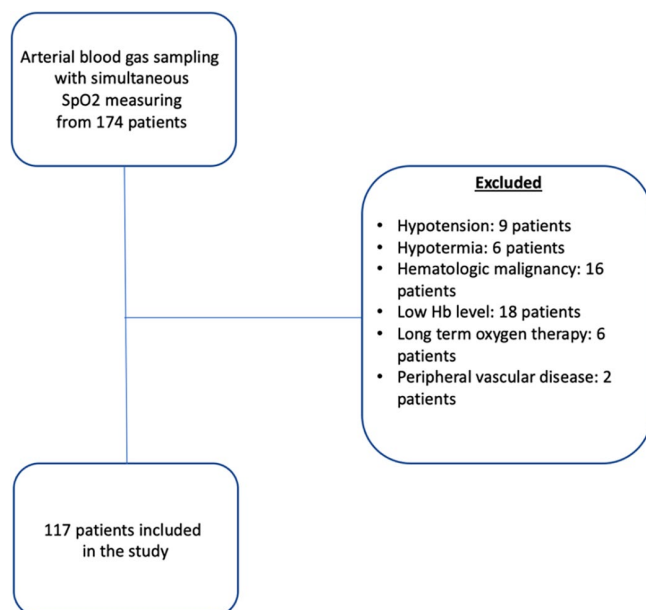 Arterial blood gas sampling
with simultaneous
SpO2 measuring
from 174 patients
Excluded
• Hypotension: 9 patients
• Hypotermia: 6 patients
• Hematologic malignancy: 16
patients
• Low Hb level: 18 patients
• Long term oxygen therapy: 6
patients
• Peripheral vascular disease: 2
patients
117 patients included
in the study